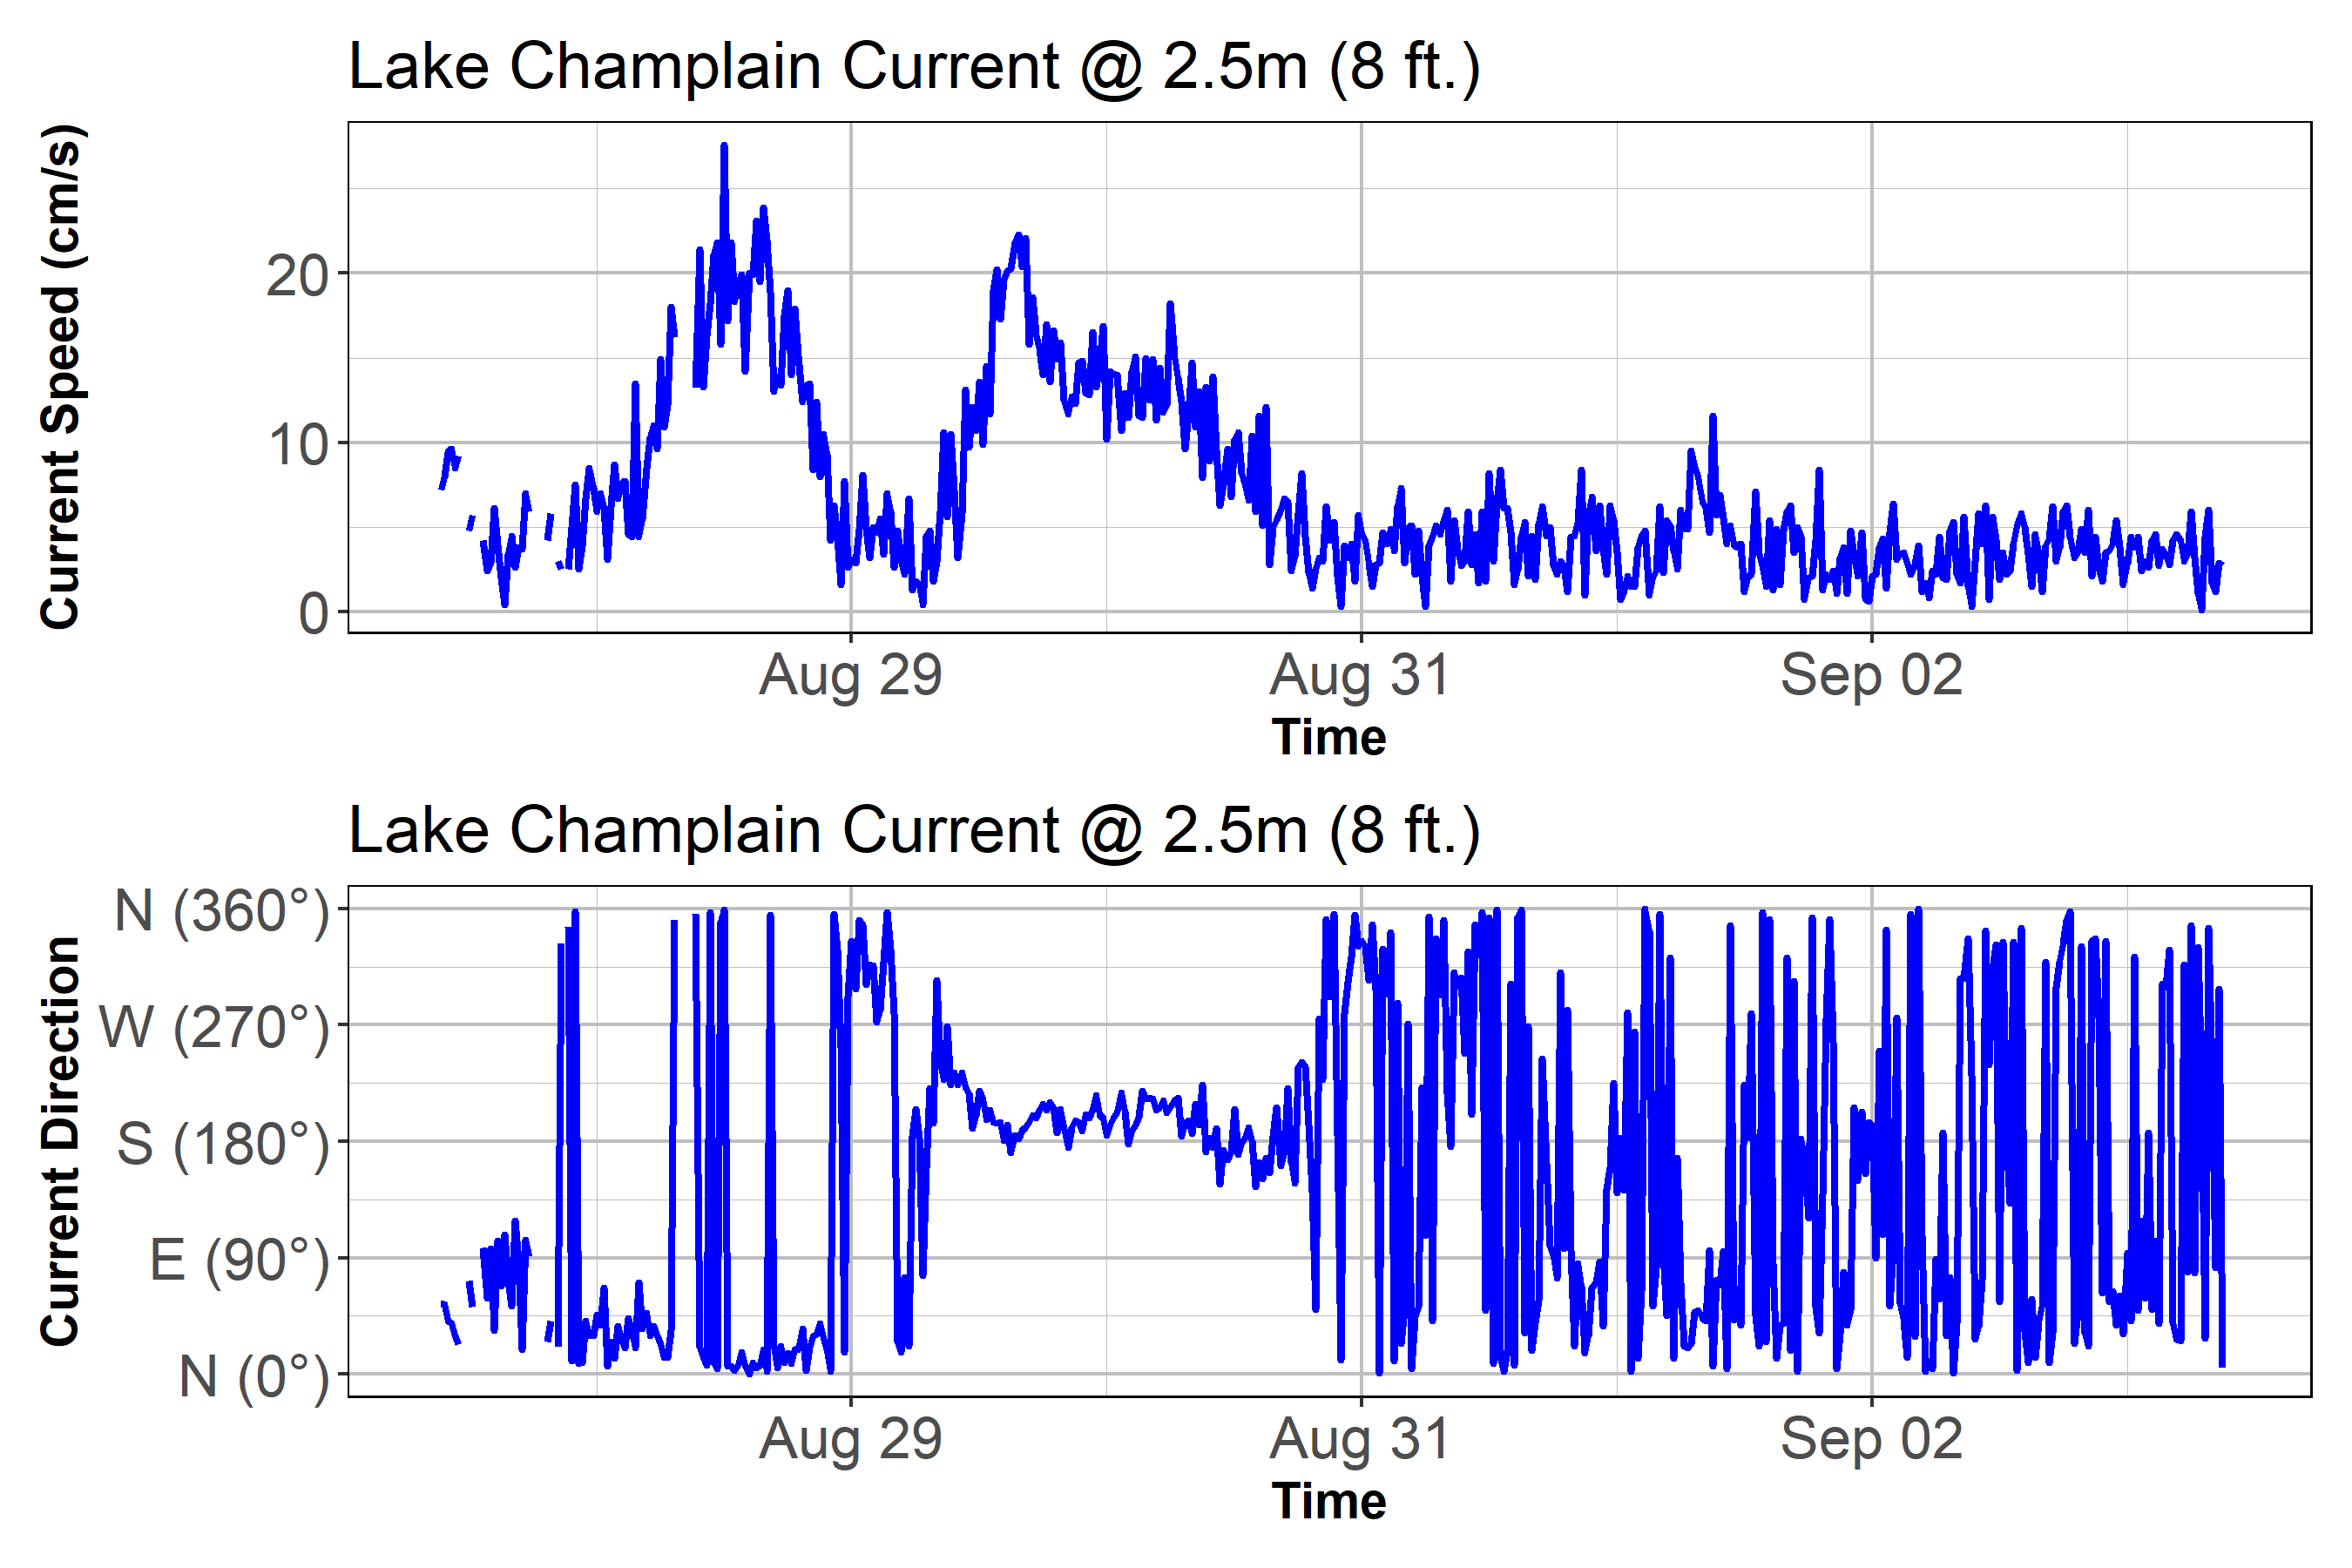 Lake Champlain Current @ 2.5m (8 ft.)
Current Speed (cm/s)
20
10
0
Aug 29 Aug 31 Sep 02
Time
Lake Champlain Current @ 2.5m (8 ft.)
Current Direction
N (360°)
W (270°)
S (180°)
E (90°)
N (0°)
Aug 29 Aug 31 Sep 02
Time